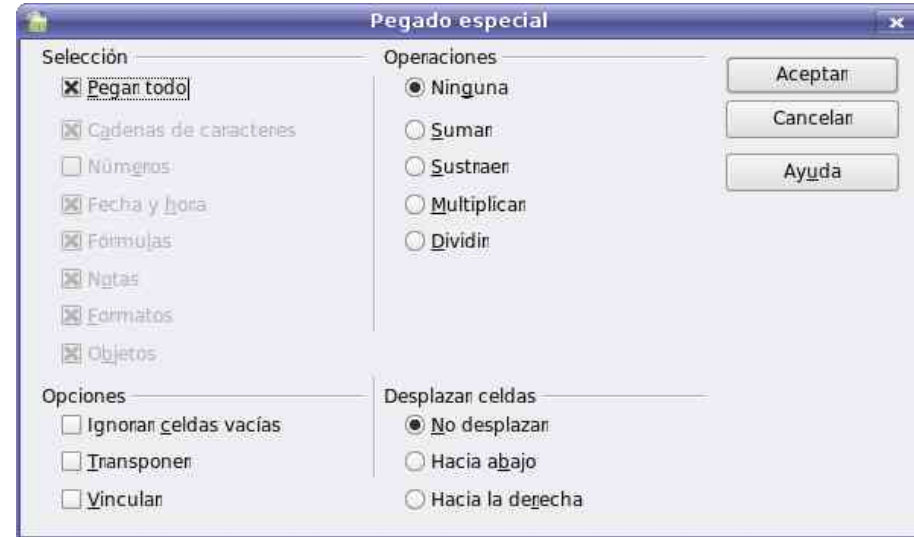 Pegado especial
Selección
Pegar todo
Cadenas de caracteres
Números
Fecha y hora
Fórmulas
Notas
Formatos
Objetos
Operaciones
Ninguna
Sumar
Sustraer
Multiplicar
Dividir
Aceptar
Cancelar
Ayuda
Opciones
Ignorar celdas vacías
Transponer
Vincular
Desplazar celdas
No desplazar
Hacia abajo
Hacia la derecha